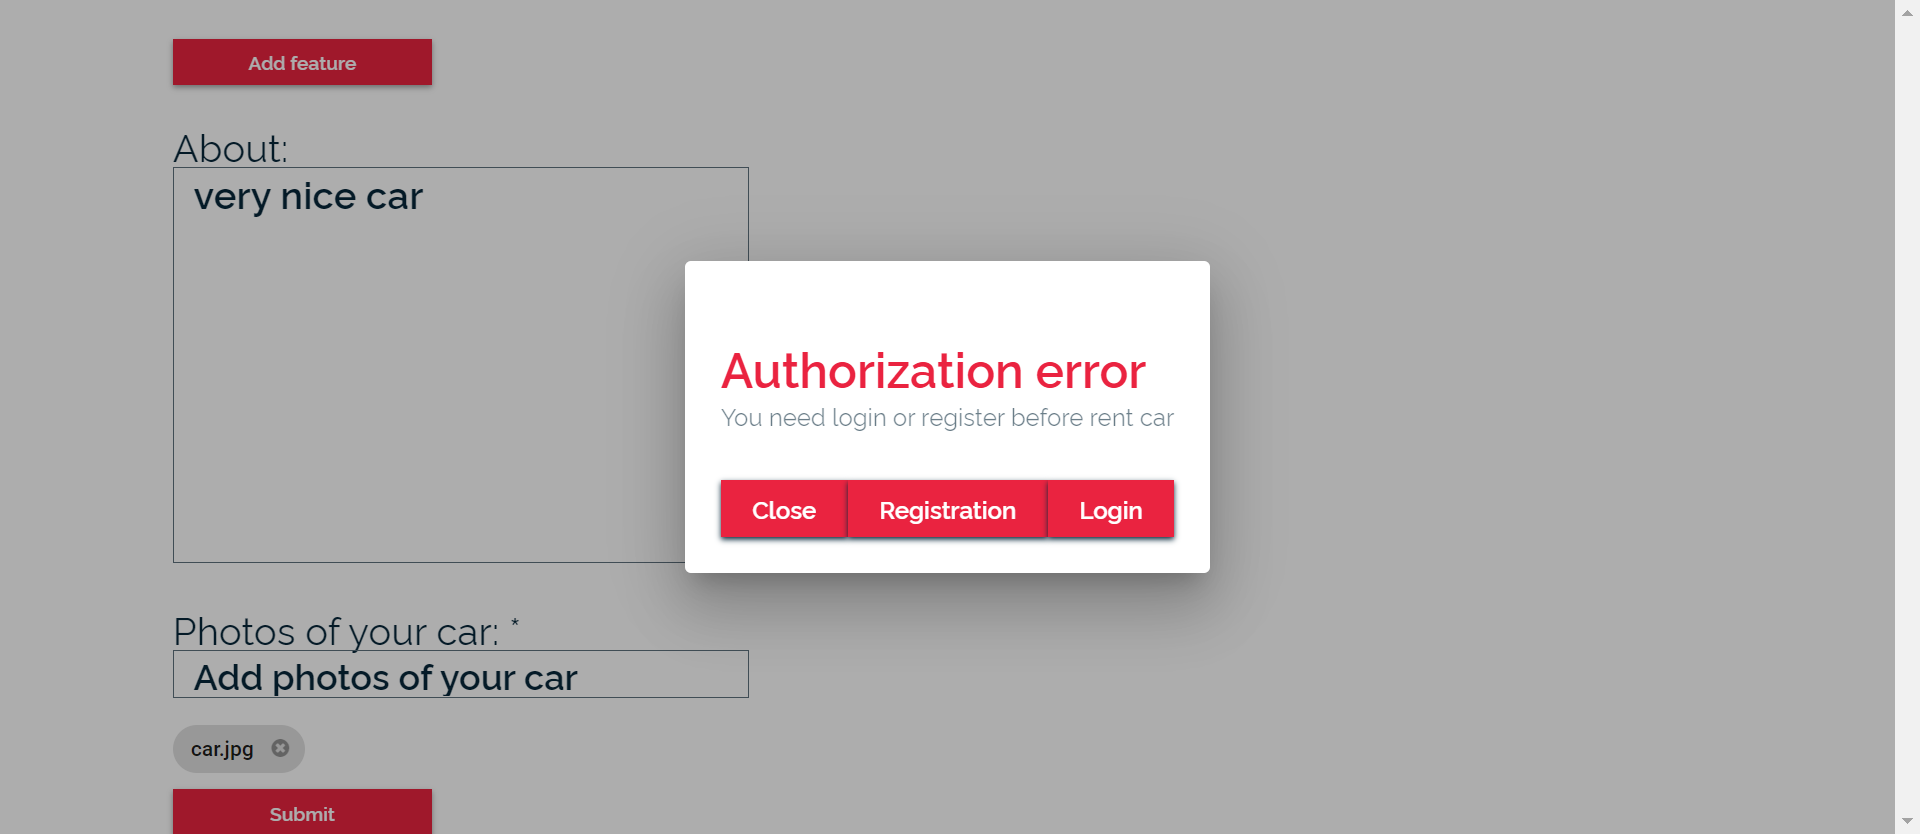 Add feature
About:
very nice car
Authorization error
You need login or register before rent car
Close Registration Login
Photos of your car: *
Add photos of your car
car.jpg
Submit